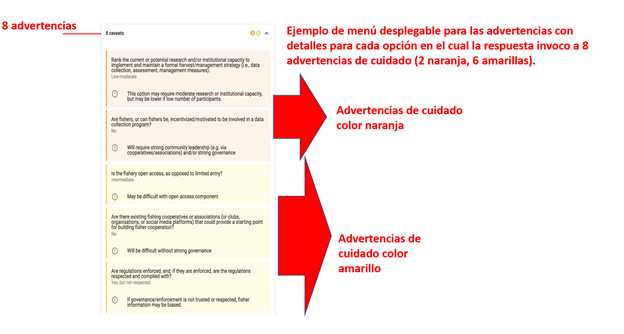 8 advertencias
8 caveats
Ejemplo de menú desplegable para las advertencias con
detalles para cada opción en el cual la respuesta invoco a 8
advertencias de cuidado (2 naranja, 6 amarillas).
Rank the current or potential research and/or institutional capacity to
implement and maintain a formal harvest/management strategy (i.e., data
collection, assessment, management measures).
Low-moderate
This option may require moderate research or institutional capacity,
but may be lower if low number of participants.
Advertencias de cuidado
color naranja
Are fishers, or can fishers be, incentivized/motivated to be involved in a data
collection program?
No
Will require strong community leadership (e.g. via
cooperatives/associations) and/or strong governance
Is the fishery open access, as opposed to limited entry?
Intermediate
May be difficult with open access component
Are there existing fishing cooperatives or associations (or clubs,
organisations, or social media platforms) that could provide a starting point
for building fisher cooperation?
No
Will be difficult without strong governance
Advertencias de
cuidado color
amarillo
Are regulations enforced, and, if they are enforced, are the regulations
respected and complied with?
Yes, but not respected
If governance/enforcement is not trusted or respected, fisher
information may be biased.